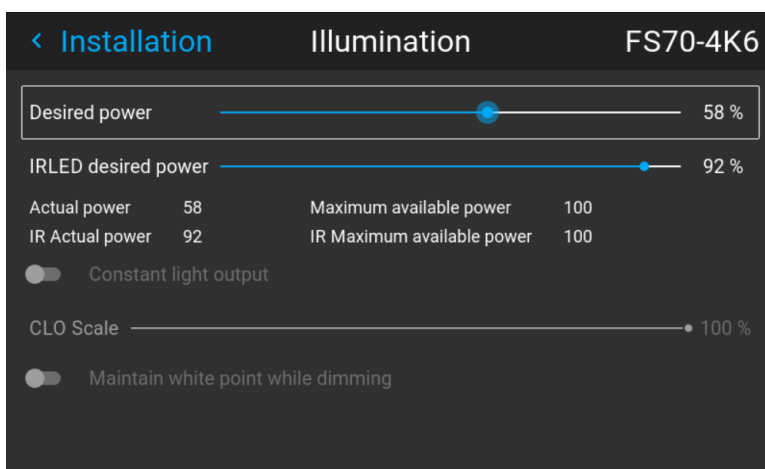 Installation Illumination FS70-4K6
Desired power 58 %
IRLED desired power 92 %
Actual power 58 Maximum available power 100
IR Actual power 92 IR Maximum available power 100
Constant light output
CLO Scale 100 %
Maintain white point while dimming